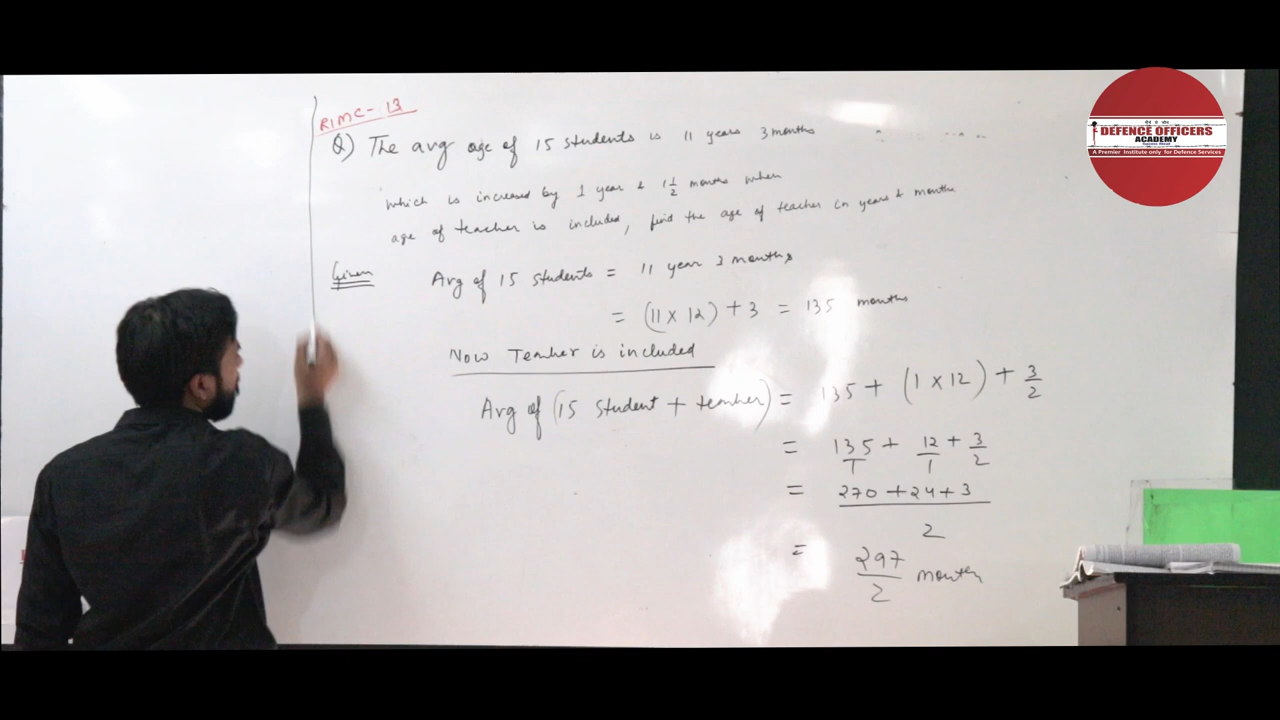 RIMC - 13
Q) The avg age of 15 students is 11 years 3 months
which is increased by 1 year & 1 1/2 months when
age of teacher is included, find the age of teacher in years & months
Given Avg of 15 students = 11 year 3 months
= (11 x 12) + 3 = 135 months
Now Teacher is included
Avg of (15 student + teacher) = 135 + (1 x 12) + 3/2
= 135/1 + 12/1 + 3/2
= 270 + 24 + 3 / 2
= 297/2 months
DEFENCE OFFICERS
ACADEMY
A Premier Institute only for Defence Services